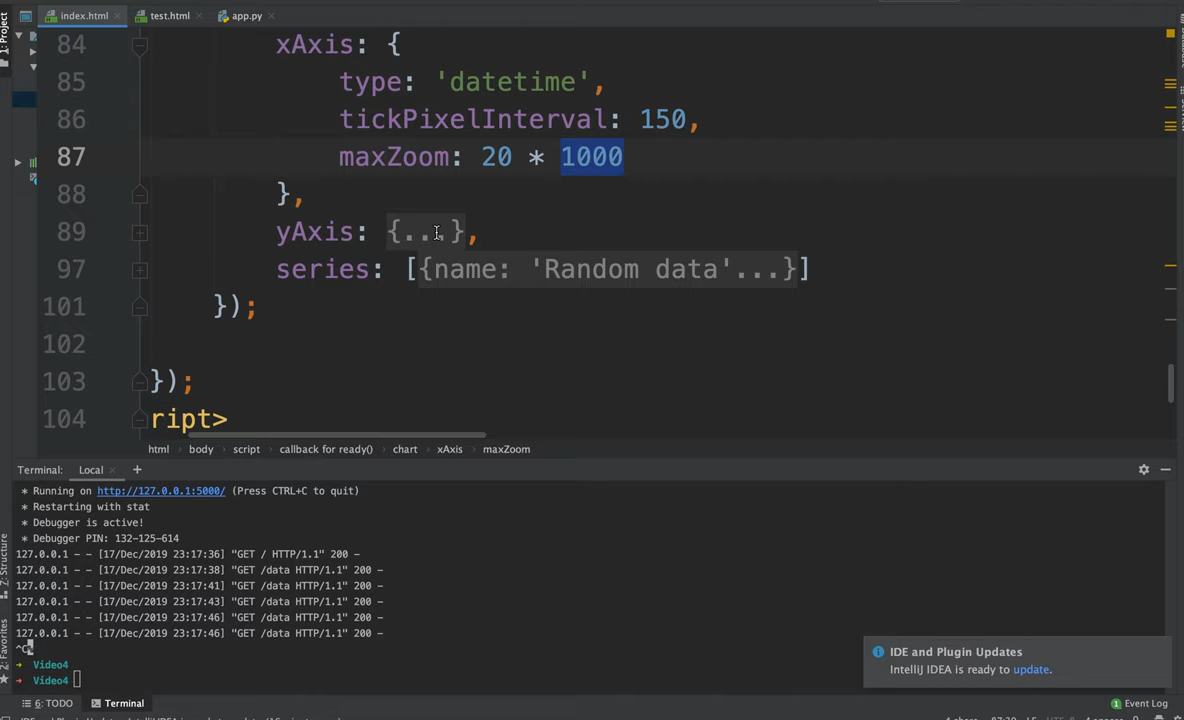 index.html
test.html
app.py
1: Project
84 xAxis: {
85 type: 'datetime',
86 tickPixelInterval: 150,
87 maxZoom: 20 * 1000
88 },
89 yAxis: {...},
97 series: [{name: 'Random data'...}]
101 });
102
103 });
104 ript>
html body script callback for ready() chart xAxis maxZoom
Terminal: Local +
* Running on http://127.0.0.1:5000/ (Press CTRL+C to quit)
* Restarting with stat
* Debugger is active!
* Debugger PIN: 132-125-614
127.0.0.1 - - [17/Dec/2019 23:17:36] "GET / HTTP/1.1" 200 -
127.0.0.1 - - [17/Dec/2019 23:17:38] "GET /data HTTP/1.1" 200 -
127.0.0.1 - - [17/Dec/2019 23:17:41] "GET /data HTTP/1.1" 200 -
127.0.0.1 - - [17/Dec/2019 23:17:43] "GET /data HTTP/1.1" 200 -
127.0.0.1 - - [17/Dec/2019 23:17:46] "GET /data HTTP/1.1" 200 -
127.0.0.1 - - [17/Dec/2019 23:17:46] "GET /data HTTP/1.1" 200 -
^C%
→ Video4
→ Video4
Z: Structure
2: Favorites
IDE and Plugin Updates
IntelliJ IDEA is ready to update.
6: TODO
Terminal
1 Event Log